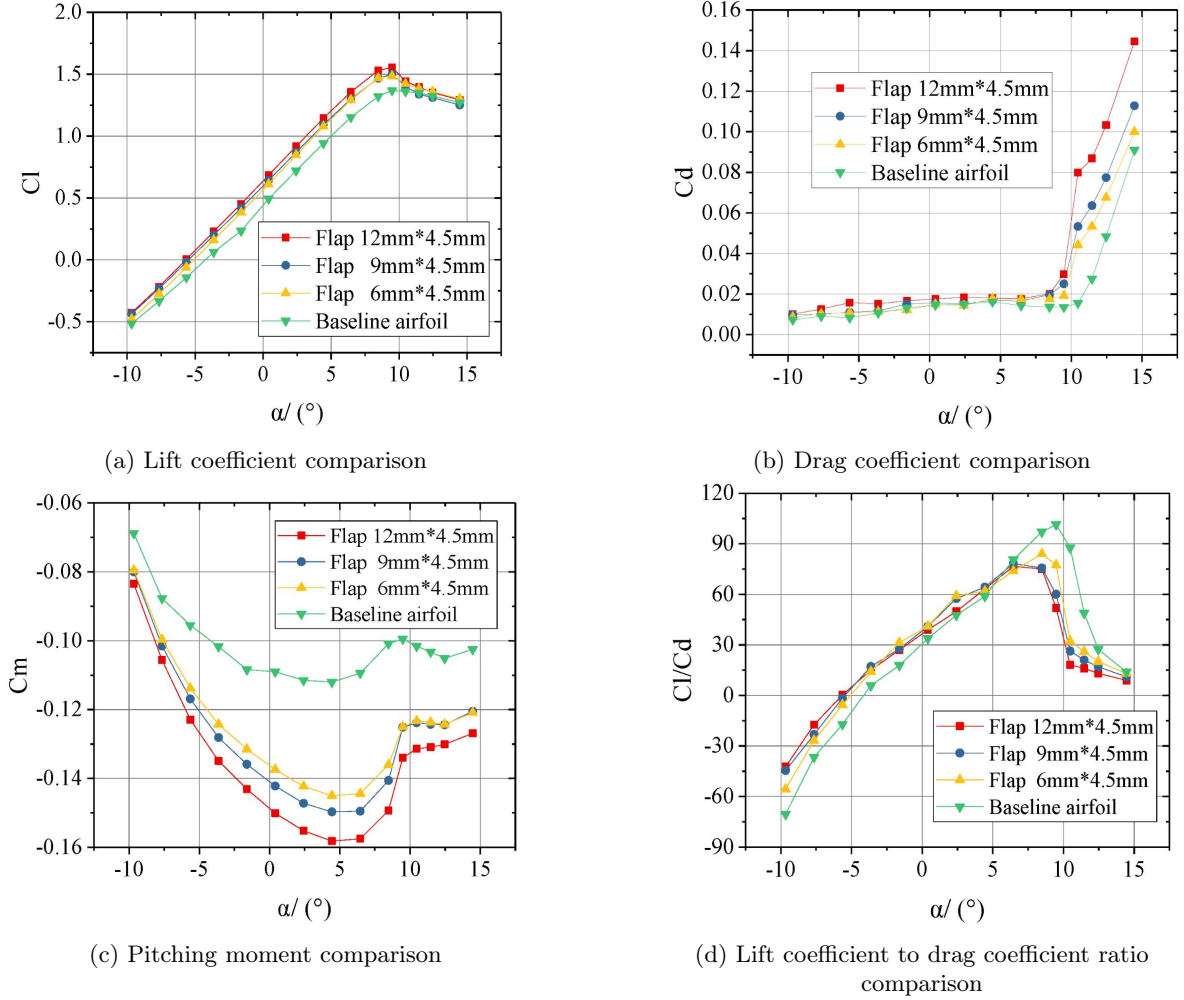 2.0
1.5
1.0
0.5
0.0
-0.5
Cl
-10 -5 0 5 10 15
α/ (°)
Flap 12mm*4.5mm
Flap 9mm*4.5mm
Flap 6mm*4.5mm
Baseline airfoil
(a) Lift coefficient comparison
0.16
0.14
0.12
0.10
0.08
0.06
0.04
0.02
0.00
Cd
-10 -5 0 5 10 15
α/ (°)
Flap 12mm*4.5mm
Flap 9mm*4.5mm
Flap 6mm*4.5mm
Baseline airfoil
(b) Drag coefficient comparison
-0.06
-0.08
-0.10
-0.12
-0.14
-0.16
Cm
-10 -5 0 5 10 15
α/ (°)
Flap 12mm*4.5mm
Flap 9mm*4.5mm
Flap 6mm*4.5mm
Baseline airfoil
(c) Pitching moment comparison
120
90
60
30
0
-30
-60
-90
Cl/Cd
-10 -5 0 5 10 15
α/ (°)
Flap 12mm*4.5mm
Flap 9mm*4.5mm
Flap 6mm*4.5mm
Baseline airfoil
(d) Lift coefficient to drag coefficient ratio
comparison